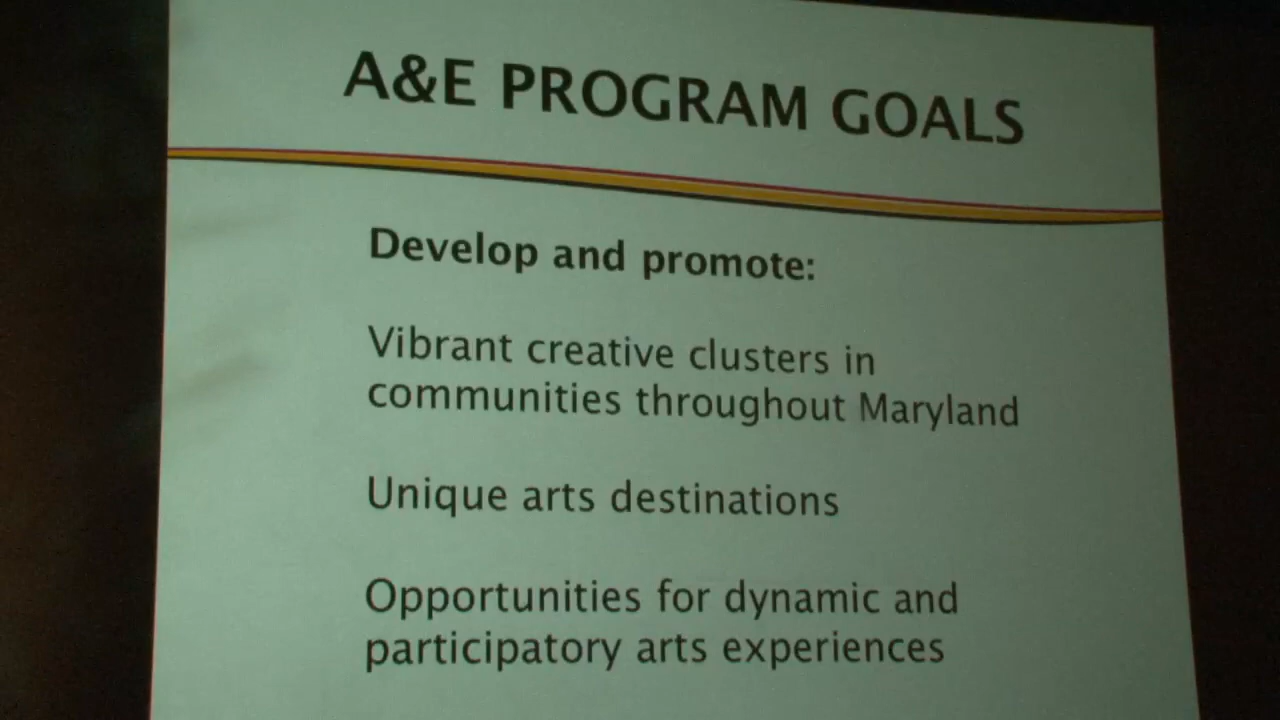 A&E PROGRAM GOALS
Develop and promote:
Vibrant creative clusters in
communities throughout Maryland
Unique arts destinations
Opportunities for dynamic and
participatory arts experiences